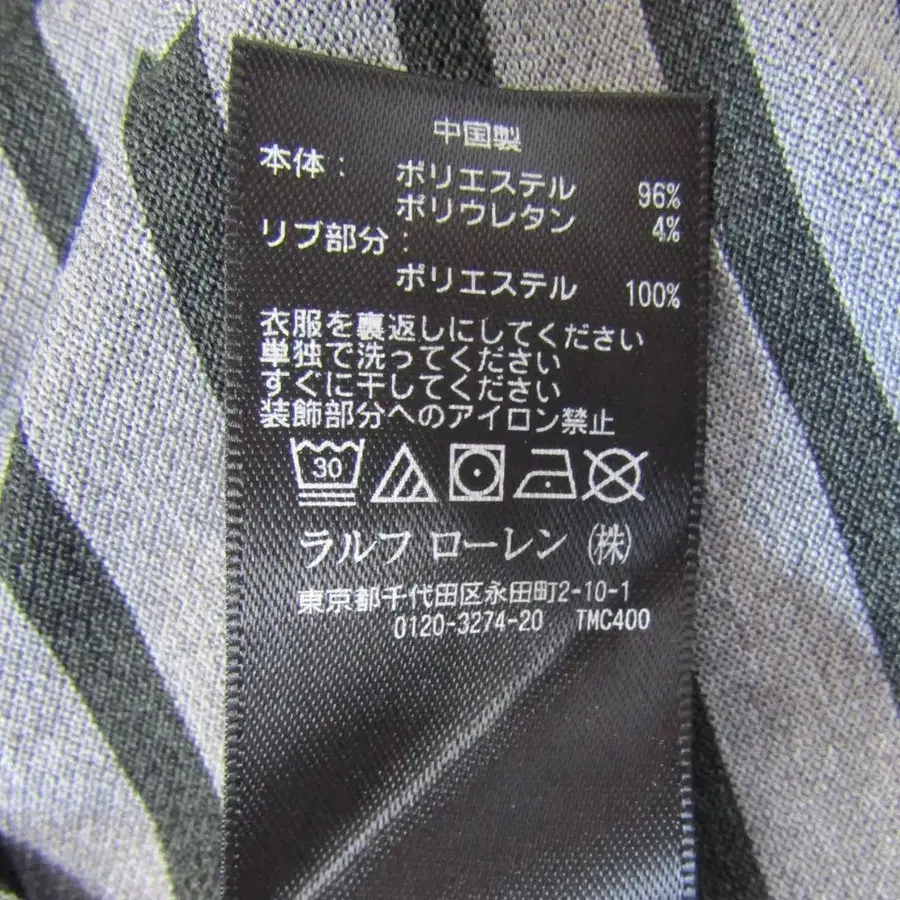 中国製
本体: ポリエステル 96%
ポリウレタン 4%
リブ部分:
ポリエステル 100%
衣服を裏返しにしてください
単独で洗ってください
すぐに干してください
装飾部分へのアイロン禁止
30
ラルフ ローレン (株)
東京都千代田区永田町2-10-1
0120-3274-20 TMC400